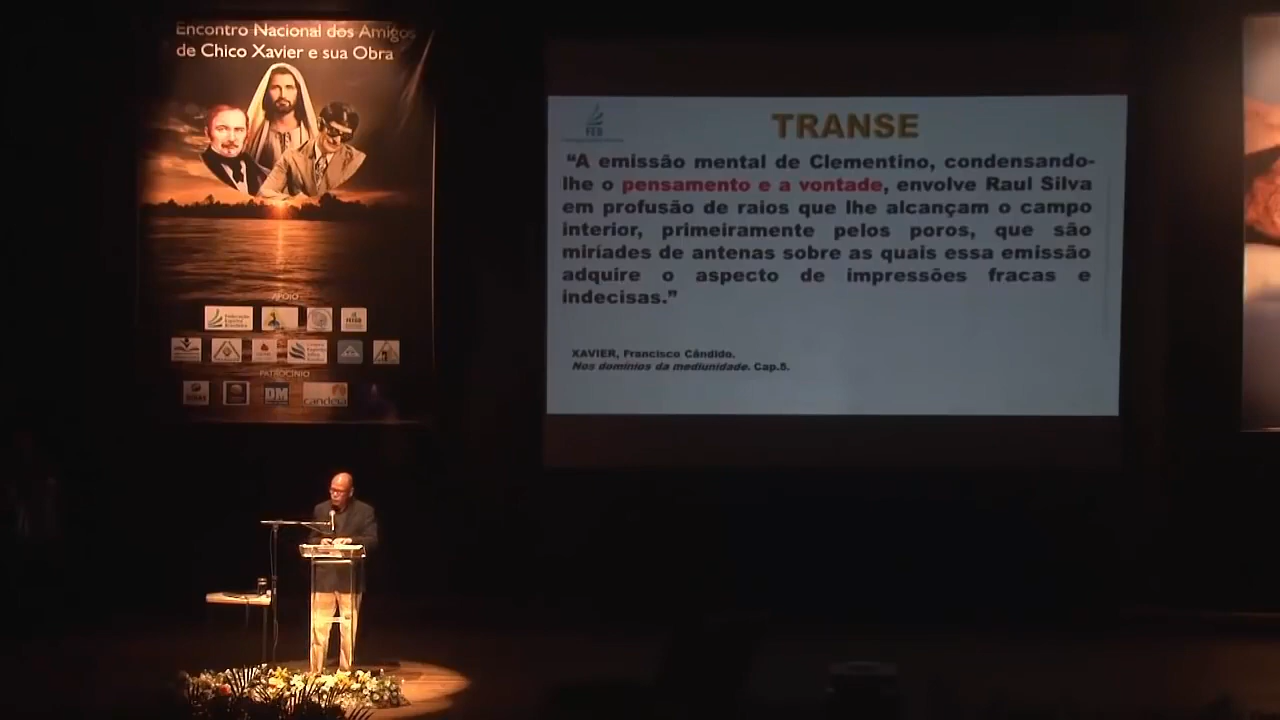 Encontro Nacional dos Amigos
de Chico Xavier e sua Obra
APOIO
PATROCÍNIO
DM
candeia
FEB
TRANSE
“A emissão mental de Clementino, condensando-
lhe o pensamento e a vontade, envolve Raul Silva
em profusão de raios que lhe alcançam o campo
interior, primeiramente pelos poros, que são
miríades de antenas sobre as quais essa emissão
adquire o aspecto de impressões fracas e
indecisas.”
XAVIER, Francisco Cândido.
Nos domínios da mediunidade. Cap.5.